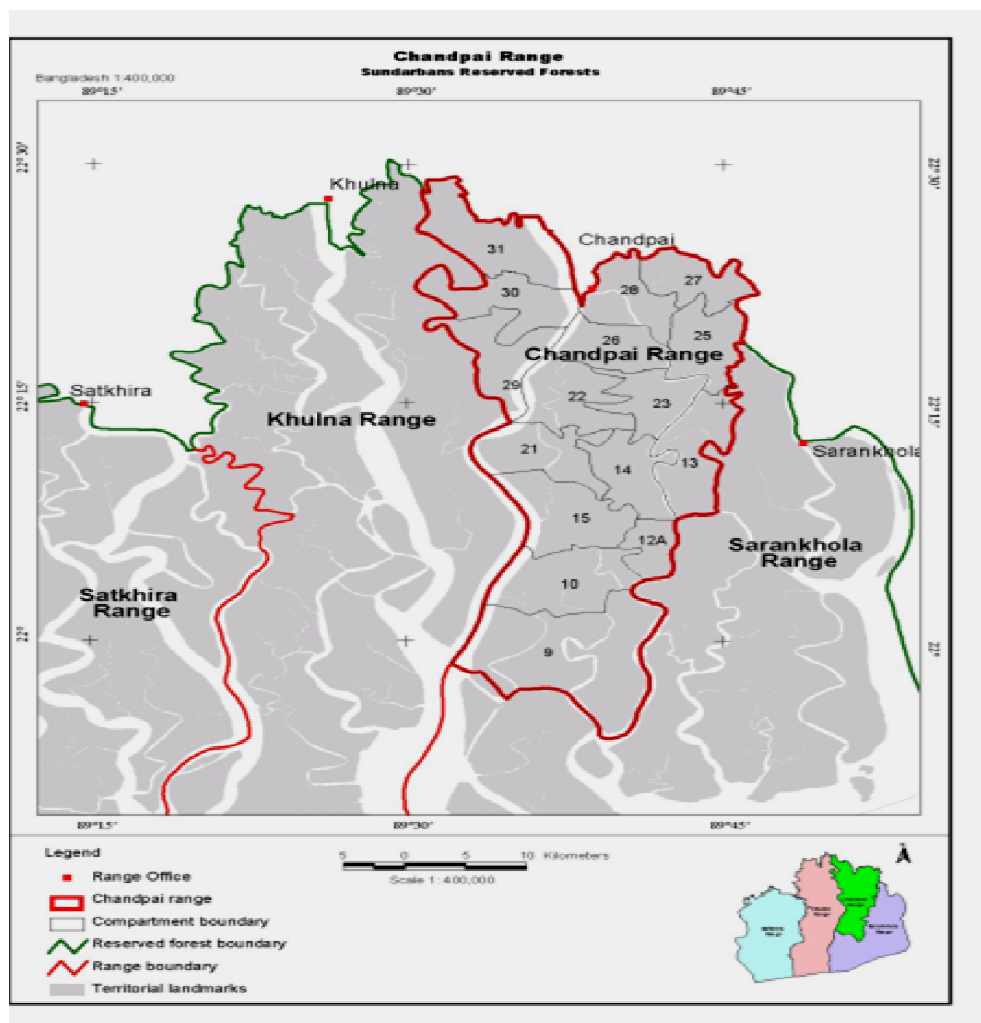 Chandpai Range
Sundarbans Reserved Forests
Bangladesh 1:400,000
89°15' 89°30' 89°45'
22°30' 22°30'
Khulna
Chandpai
31
27
30 28
26 25
Chandpai Range
29 22 23
22°15' 22°15'
Satkhira
Khulna Range
21 14 13
Sarankhola
15
12A
Sarankhola
Range
10
Satkhira
Range
9
22° 22°
89°15' 89°30' 89°45'
Legend
Range Office
Chandpai range
Compartment boundary
Reserved forest boundary
Range boundary
Territorial landmarks
5 0 5 10 Kilometers
Scale 1: 400,000